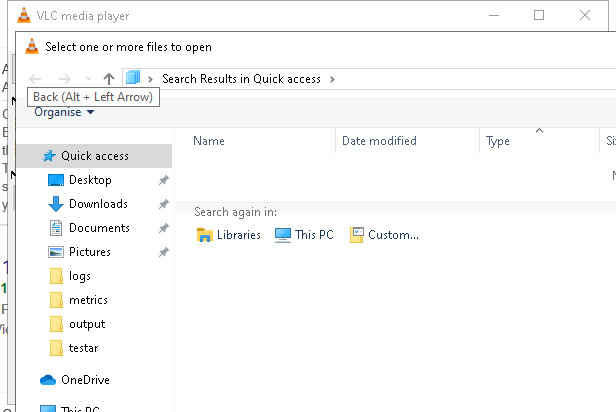 VLC media player
Select one or more files to open
Search Results in Quick access
Back (Alt + Left Arrow)
Organise
Name Date modified Type
Quick access
Desktop
Downloads
Documents
Pictures
logs
metrics
output
testar
OneDrive
This PC
Search again in:
Libraries This PC Custom...